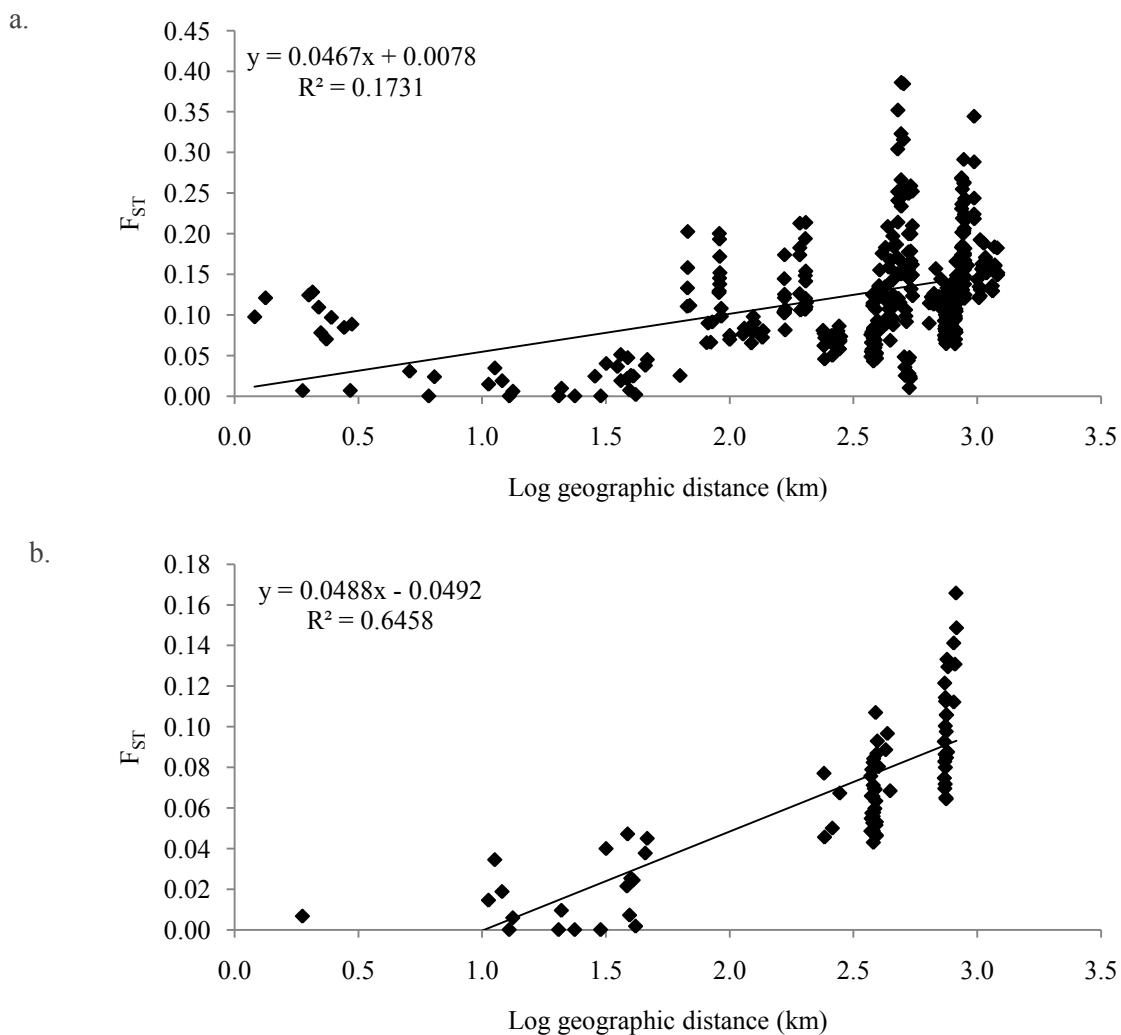 a.
y = 0.0467x + 0.0078
R² = 0.1731
0.45
0.40
0.35
0.30
0.25
0.20
0.15
0.10
0.05
0.00
F_ST
0.0 0.5 1.0 1.5 2.0 2.5 3.0 3.5
Log geographic distance (km)
b.
y = 0.0488x - 0.0492
R² = 0.6458
0.18
0.16
0.14
0.12
0.10
0.08
0.06
0.04
0.02
0.00
F_ST
0.0 0.5 1.0 1.5 2.0 2.5 3.0 3.5
Log geographic distance (km)